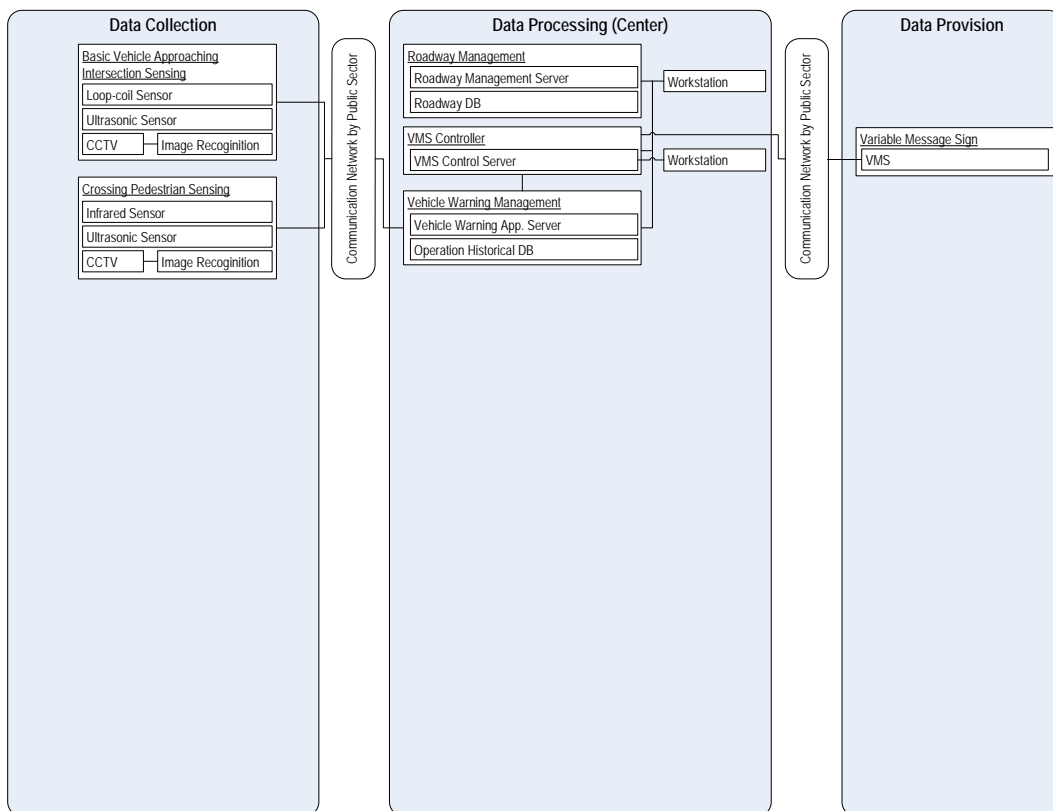 Data Collection
Basic Vehicle Approaching
Intersection Sensing
Loop-coil Sensor
Ultrasonic Sensor
CCTV
Image Recoginition
Crossing Pedestrian Sensing
Infrared Sensor
Ultrasonic Sensor
CCTV
Image Recoginition
Communication Network by Public Sector
Data Processing (Center)
Roadway Management
Roadway Management Server
Roadway DB
Workstation
VMS Controller
VMS Control Server
Workstation
Vehicle Warning Management
Vehicle Warning App. Server
Operation Historical DB
Communication Network by Public Sector
Data Provision
Variable Message Sign
VMS